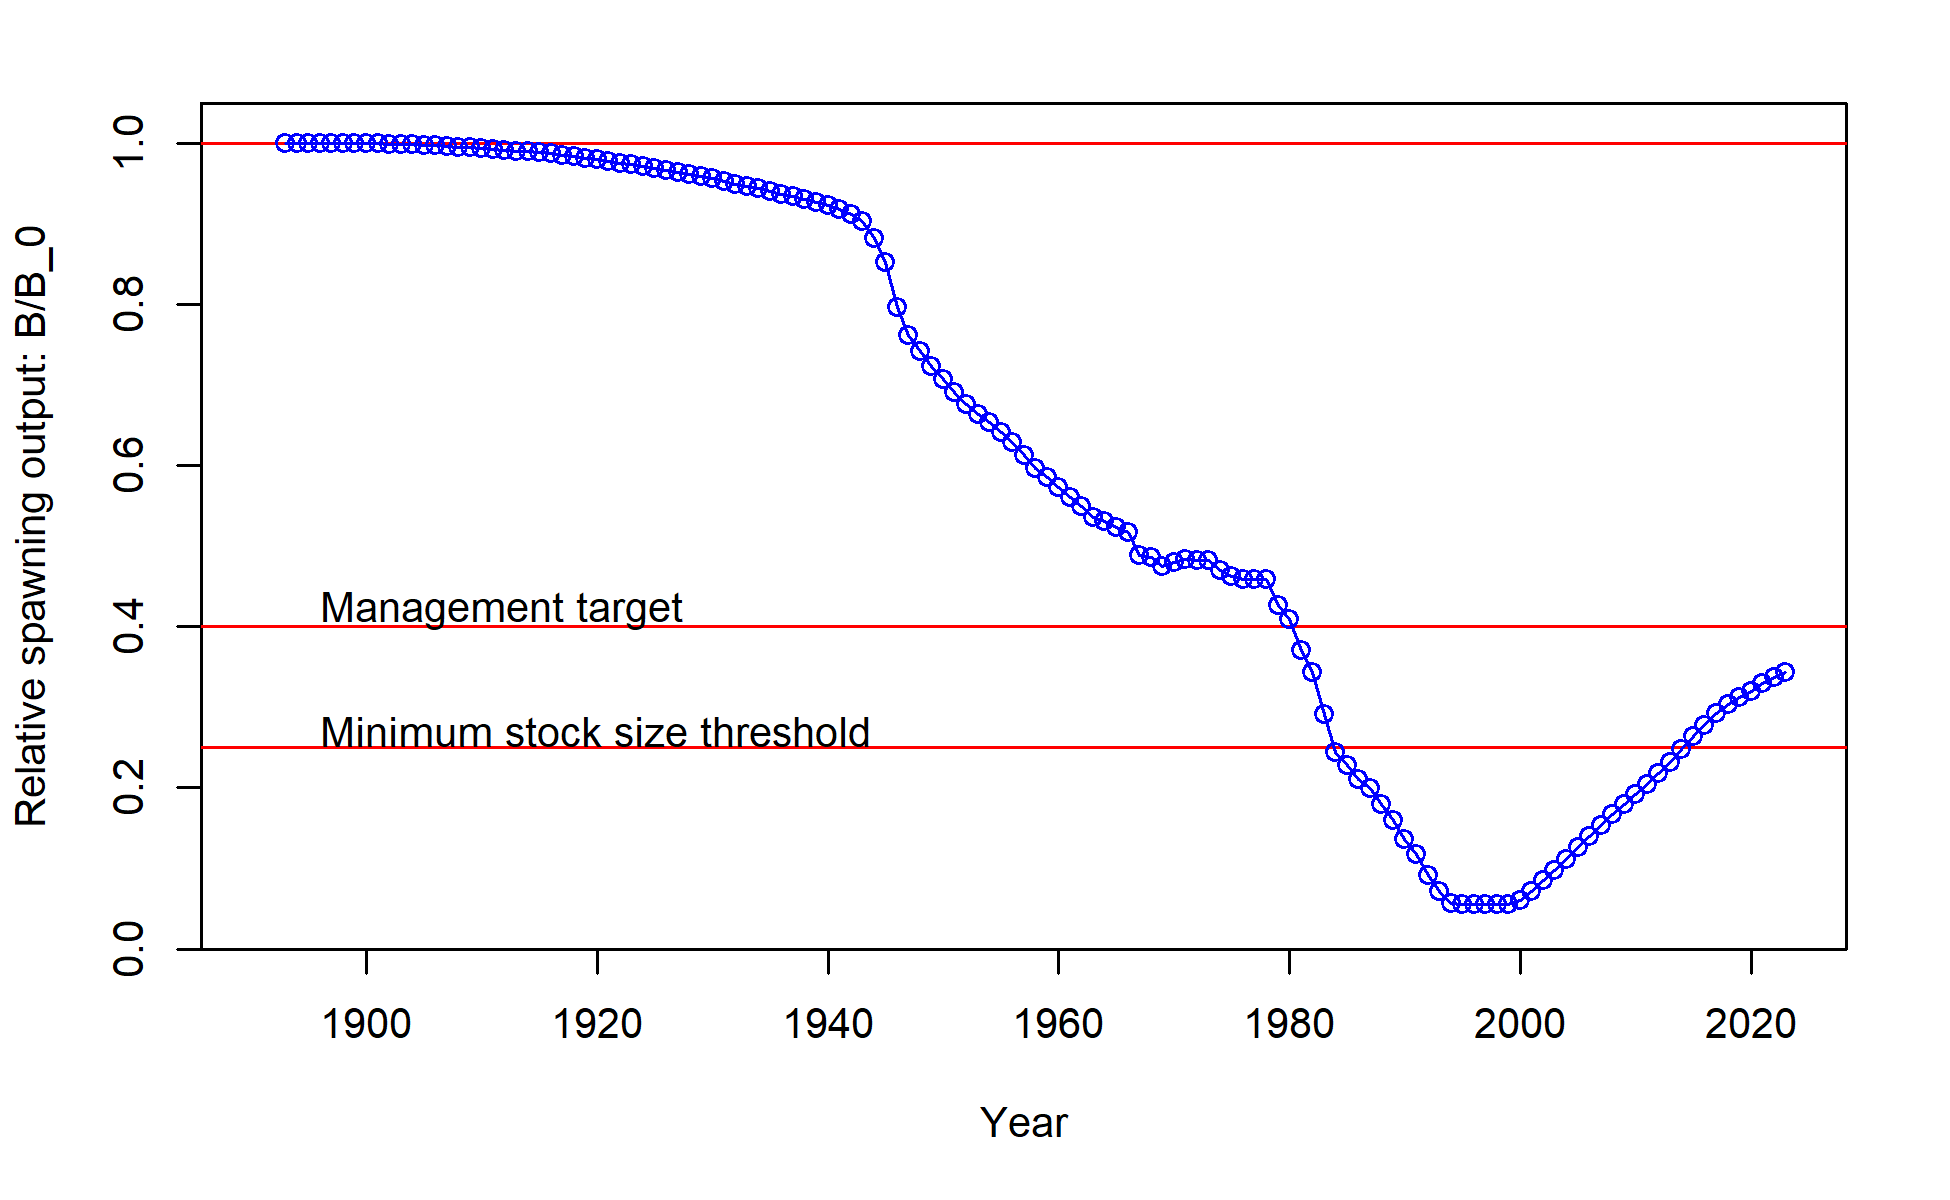 Relative spawning output: B/B_0
1.0
0.8
0.6
0.4
0.2
0.0
Management target
Minimum stock size threshold
1900 1920 1940 1960 1980 2000 2020
Year